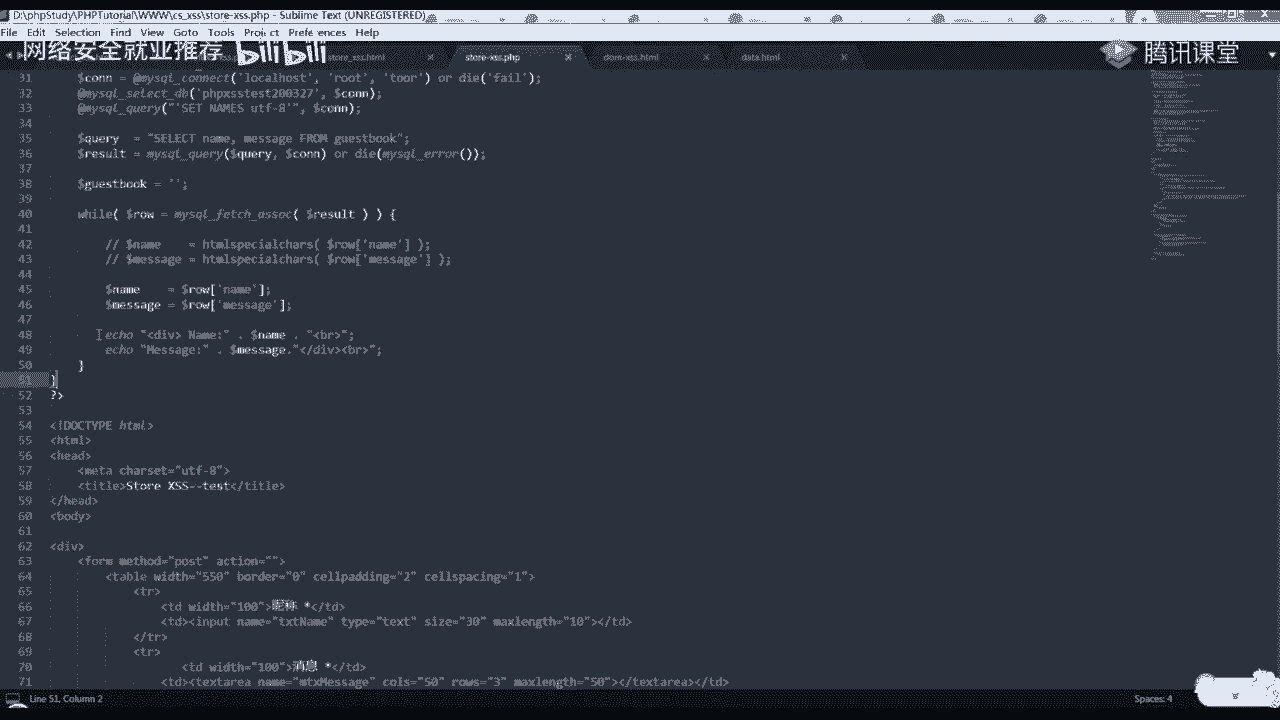 D:\phpStudy\PHPTutorial\WWW\cs_xss\store-xss.php - Sublime Text (UNREGISTERED)
File Edit Selection Find View Goto Tools Project Preferences Help
网络安全就业推荐 bilibili
腾讯课堂
store_xss.html store-xss.php dom-xss.html data.html
31 $conn = @mysql_connect('localhost', 'root', 'toor') or die('fail');
32 @mysql_select_db('phpxsstest200327', $conn);
33 @mysql_query("'SET NAMES utf-8'", $conn);
34
35 $query = "SELECT name, message FROM guestbook";
36 $result = mysql_query($query, $conn) or die(mysql_error());
37
38 $guestbook = '';
39
40 while( $row = mysql_fetch_assoc( $result ) ) {
41
42 // $name = htmlspecialchars( $row['name'] );
43 // $message = htmlspecialchars( $row['message'] );
44
45 $name = $row['name'];
46 $message = $row['message'];
47
48 echo "<div> Name:" . $name . "<br>";
49 echo "Message:" . $message."</div><br>";
50 }
51 }
52 ?>
53
54 <!DOCTYPE html>
55 <html>
56 <head>
57 <meta charset="utf-8">
58 <title>Store XSS--test</title>
59 </head>
60 <body>
61
62 <div>
63 <form method="post" action="">
64 <table width="550" border="0" cellpadding="2" cellspacing="1">
65 <tr>
66 <td width="100">昵称 *</td>
67 <td><input name="txtName" type="text" size="30" maxlength="10"></td>
68 </tr>
69 <tr>
70 <td width="100">消息 *</td>
71 <td><textarea name="mtxMessage" cols="50" rows="3" maxlength="50"></textarea></td>
Line 51, Column 2
Spaces: 4